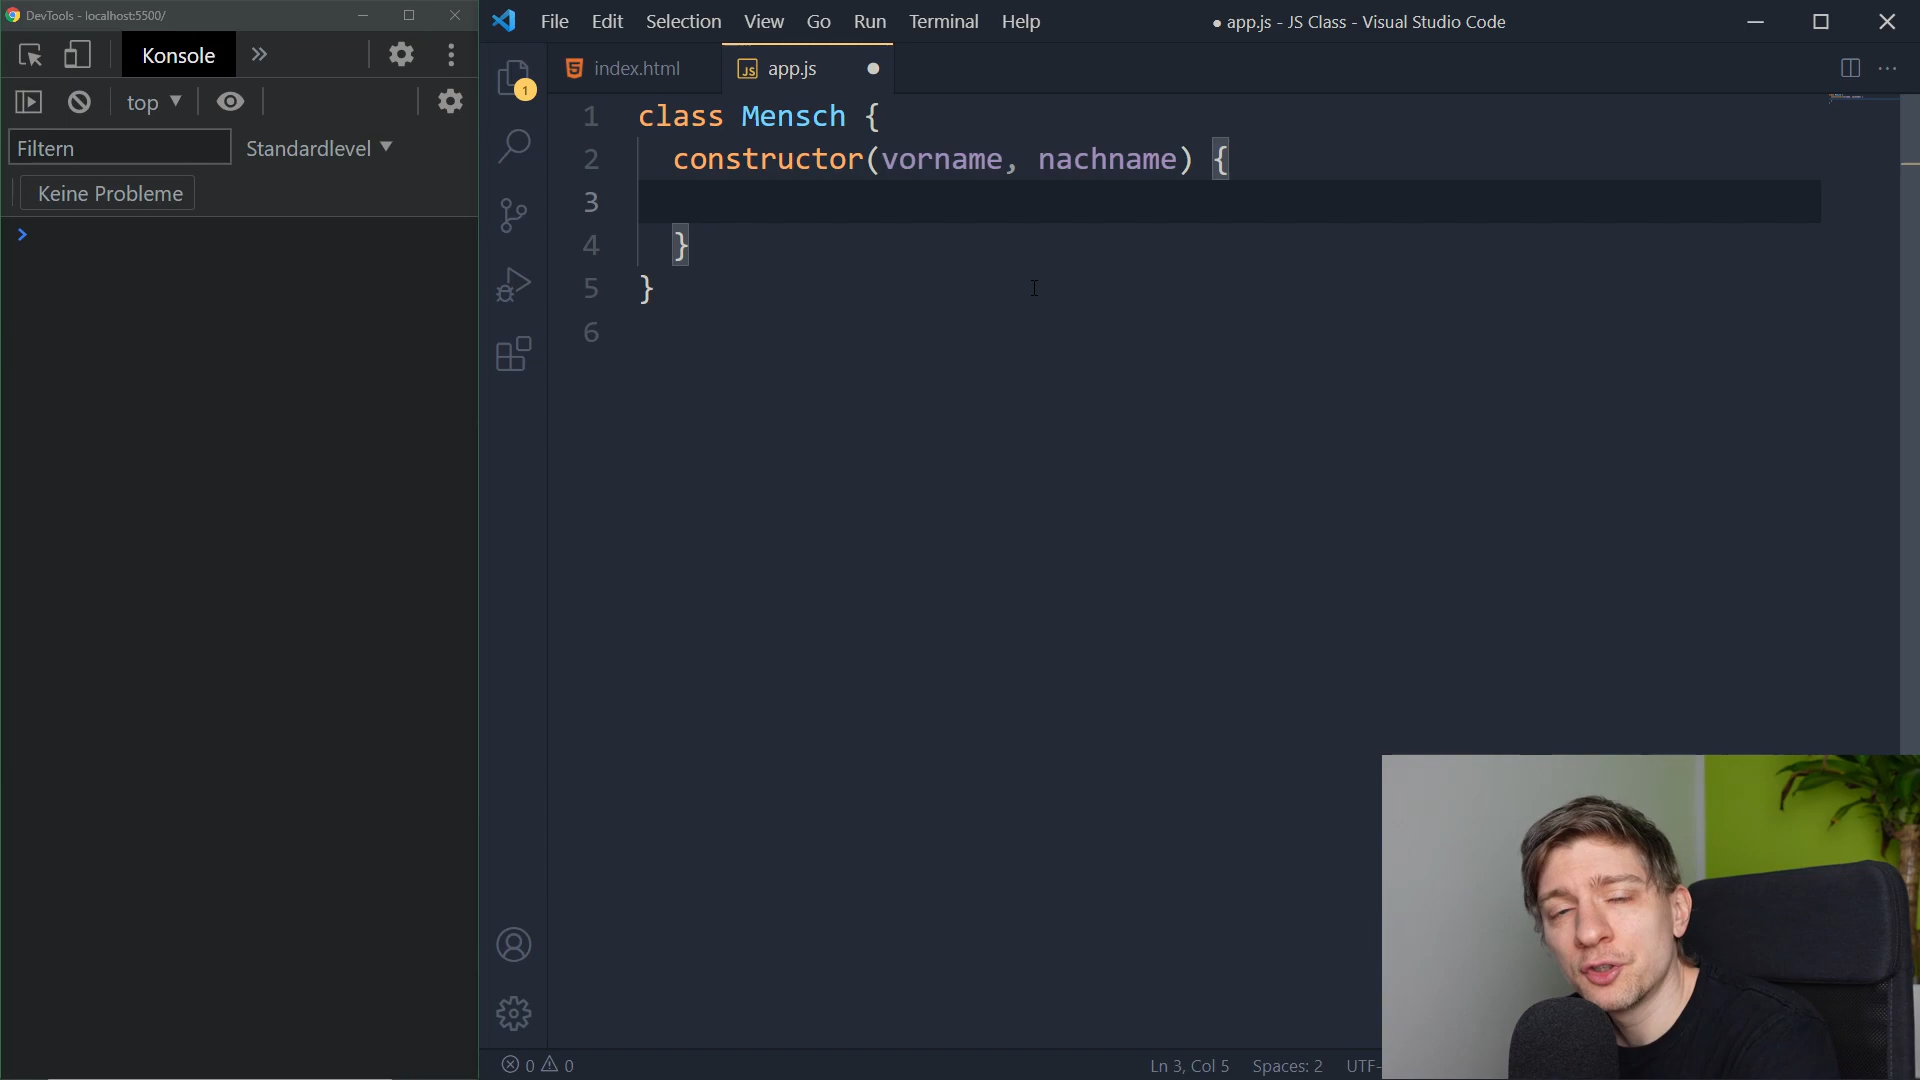 DevTools - localhost:5500/
Konsole
top
Filtern
Standardlevel
Keine Probleme
File Edit Selection View Go Run Terminal Help
● app.js - JS Class - Visual Studio Code
1
index.html
JS app.js
1 class Mensch {
2 constructor(vorname, nachname) {
3
4 }
5 }
6
0 0
Ln 3, Col 5 Spaces: 2 UTF-